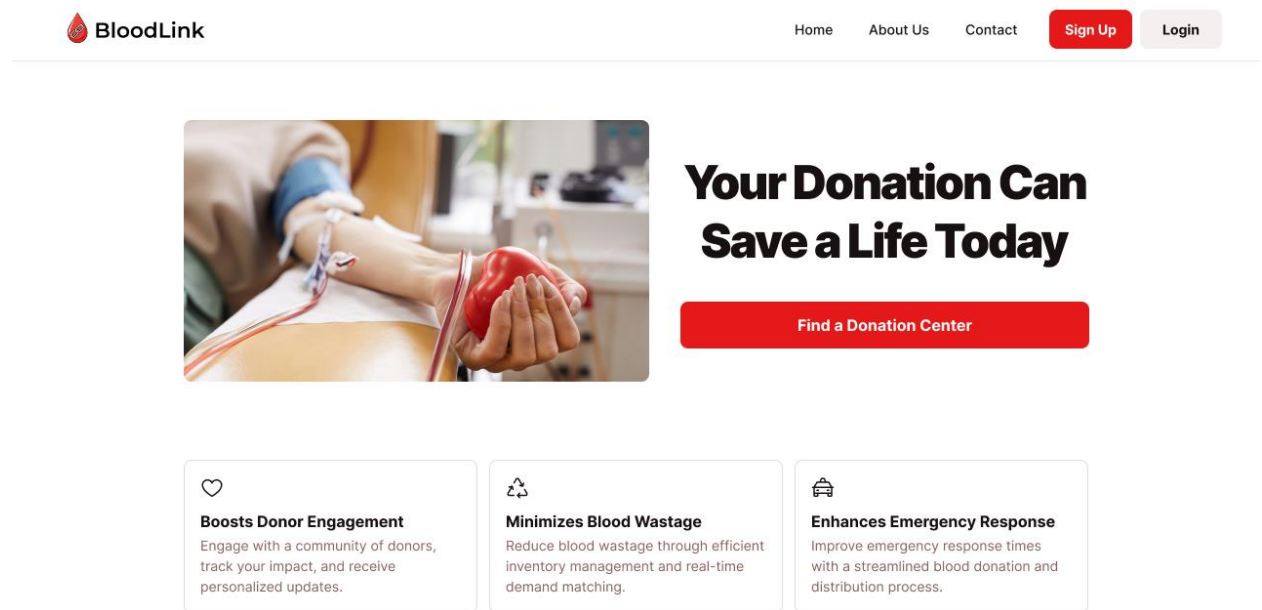 BloodLink
Home
About Us
Contact
Sign Up
Login
Your Donation Can
Save a Life Today
Find a Donation Center
Boosts Donor Engagement
Engage with a community of donors,
track your impact, and receive
personalized updates.
Minimizes Blood Wastage
Reduce blood wastage through efficient
inventory management and real-time
demand matching.
Enhances Emergency Response
Improve emergency response times
with a streamlined blood donation and
distribution process.